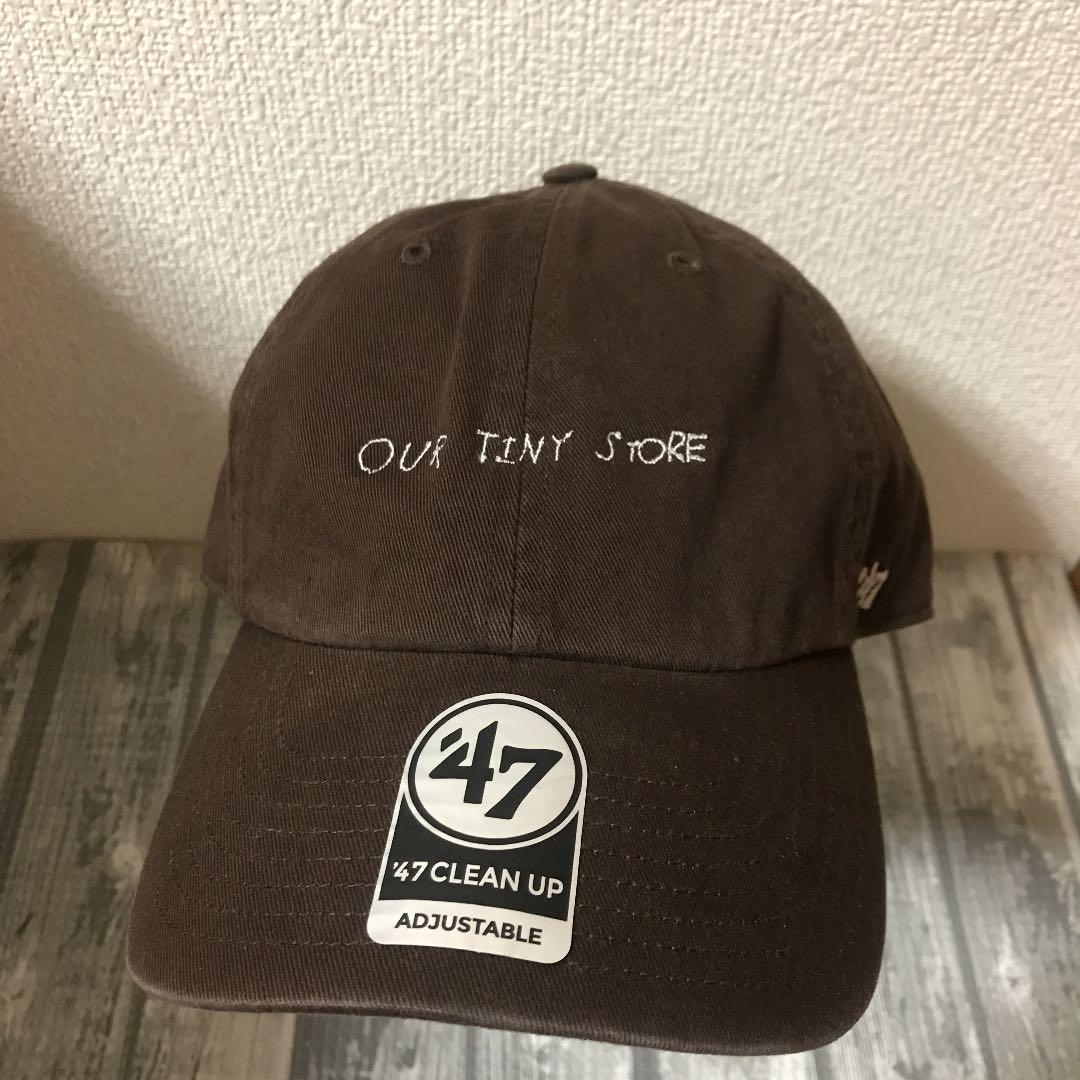 OUR TINY STORE
'47
'47
'47 CLEAN UP
ADJUSTABLE